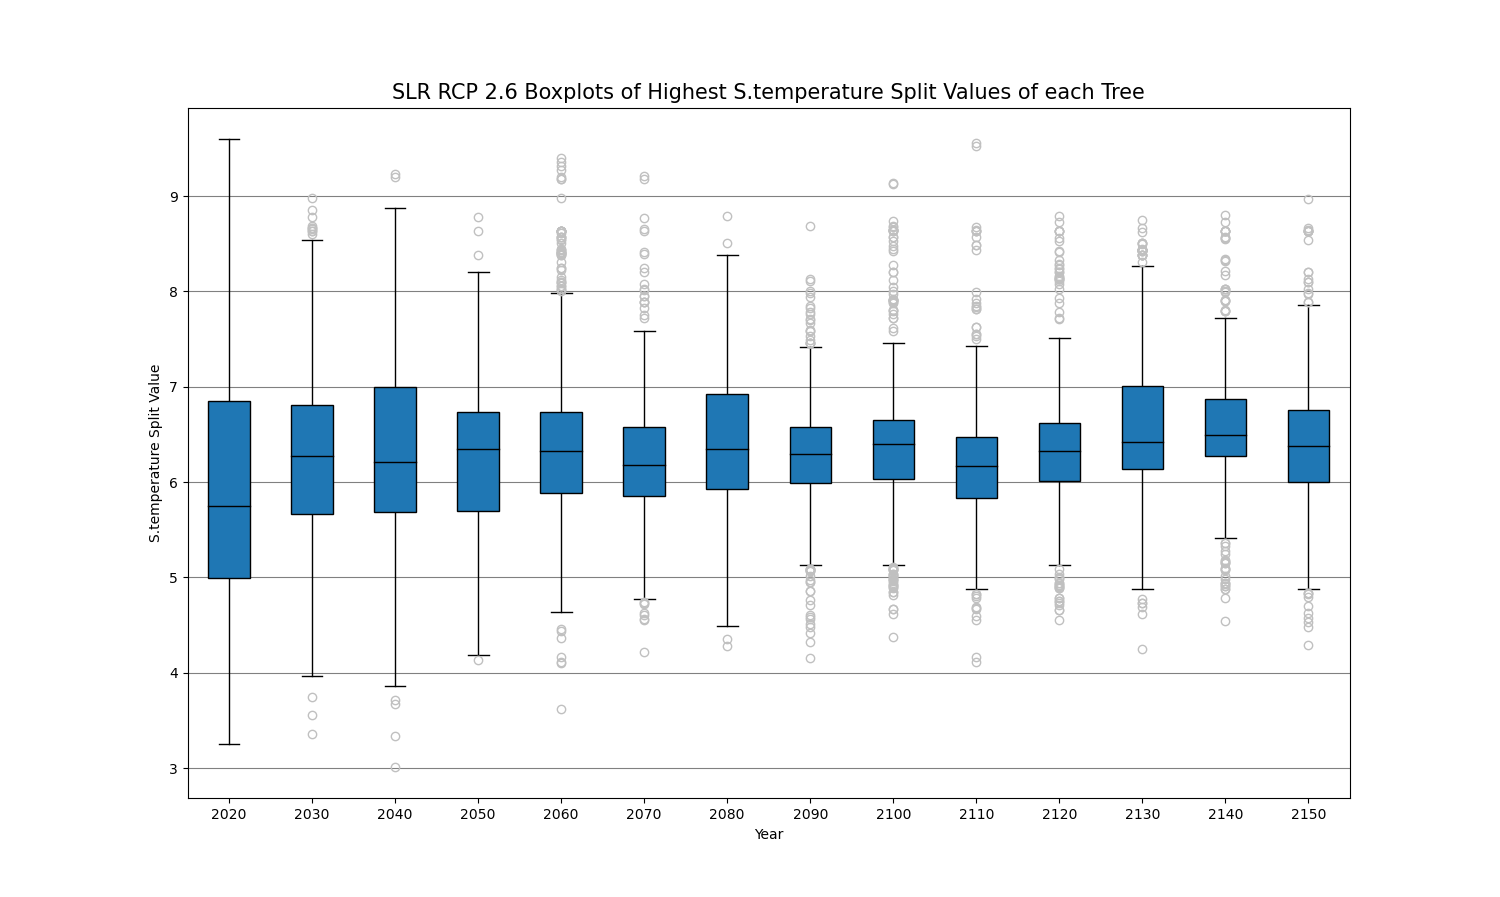 SLR RCP 2.6 Boxplots of Highest S.temperature Split Values of each Tree
S.temperature Split Value
9
8
7
6
5
4
3
2020 2030 2040 2050 2060 2070 2080 2090 2100 2110 2120 2130 2140 2150
Year